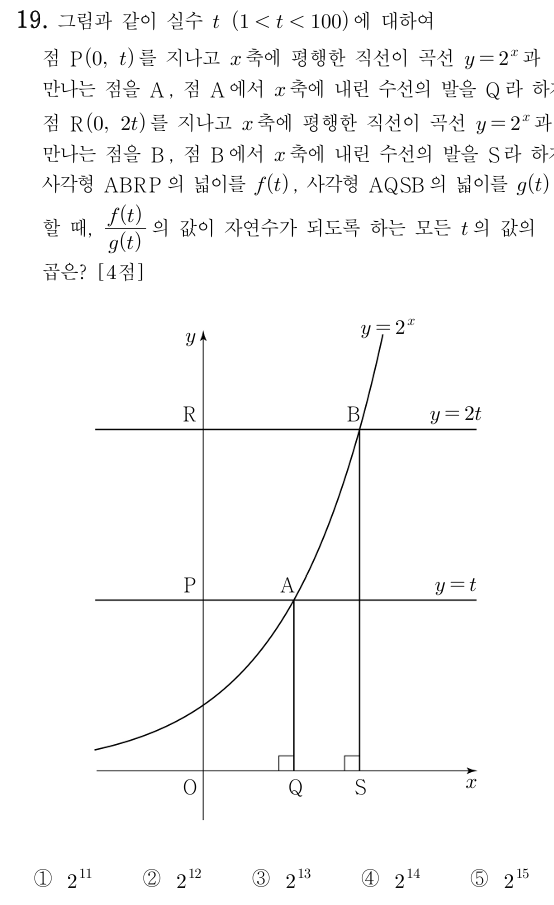 19. 그림과 같이 실수 t (1<t<100)에 대하여
점 P(0, t)를 지나고 x축에 평행한 직선이 곡선 y=2^x과
만나는 점을 A, 점 A에서 x축에 내린 수선의 발을 Q라 하
점 R(0, 2t)를 지나고 x축에 평행한 직선이 곡선 y=2^x과
만나는 점을 B, 점 B에서 x축에 내린 수선의 발을 S라 하
사각형 ABRP의 넓이를 f(t), 사각형 AQSB의 넓이를 g(t)
할 때, f(t)/g(t)의 값이 자연수가 되도록 하는 모든 t의 값의
곱은? [4점]
y
y=2^x
R
B
y=2t
P
A
y=t
O
Q
S
x
① 2^11 ② 2^12 ③ 2^13 ④ 2^14 ⑤ 2^15